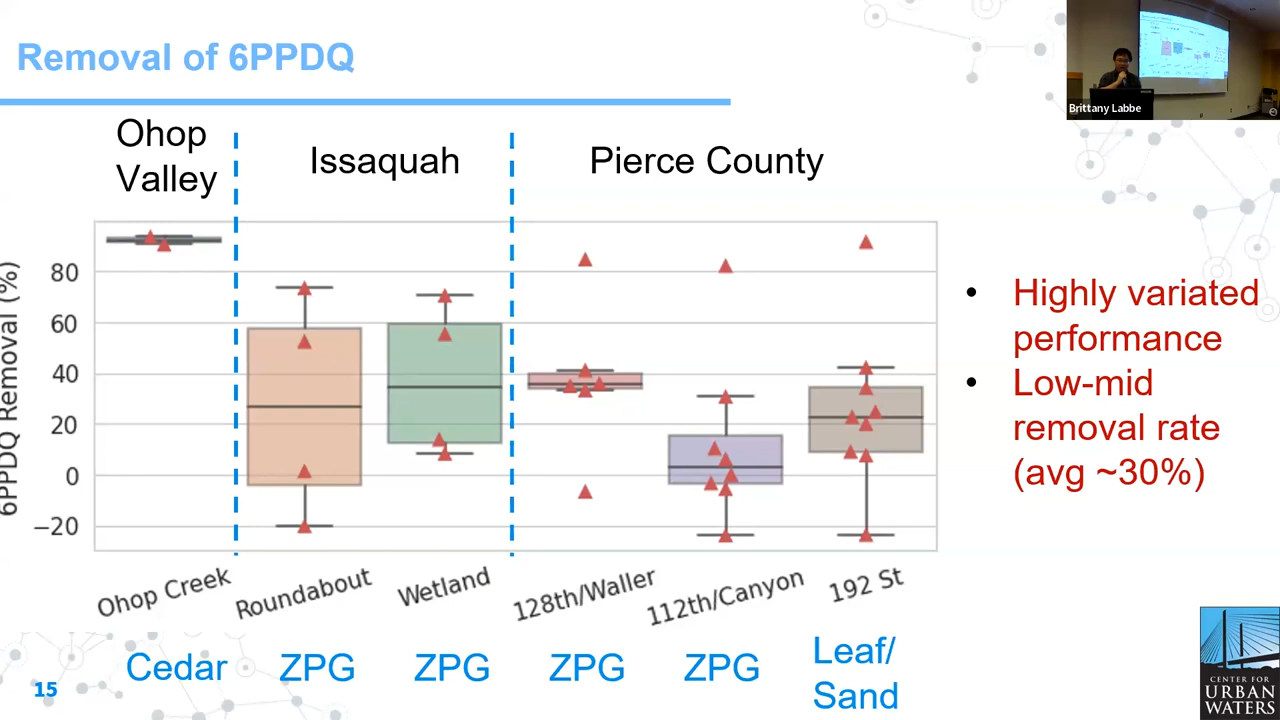 Removal of 6PPDQ
Brittany Labbe
Ohop
Valley
Issaquah
Pierce County
6PPDQ Removal (%)
80
60
40
20
0
−20
Ohop Creek
Roundabout
Wetland
128th/Waller
112th/Canyon
192 St
Cedar
ZPG
ZPG
ZPG
ZPG
Leaf/
Sand
• Highly variated
performance
• Low-mid
removal rate
(avg ~30%)
15
CENTER FOR
URBAN
WATERS